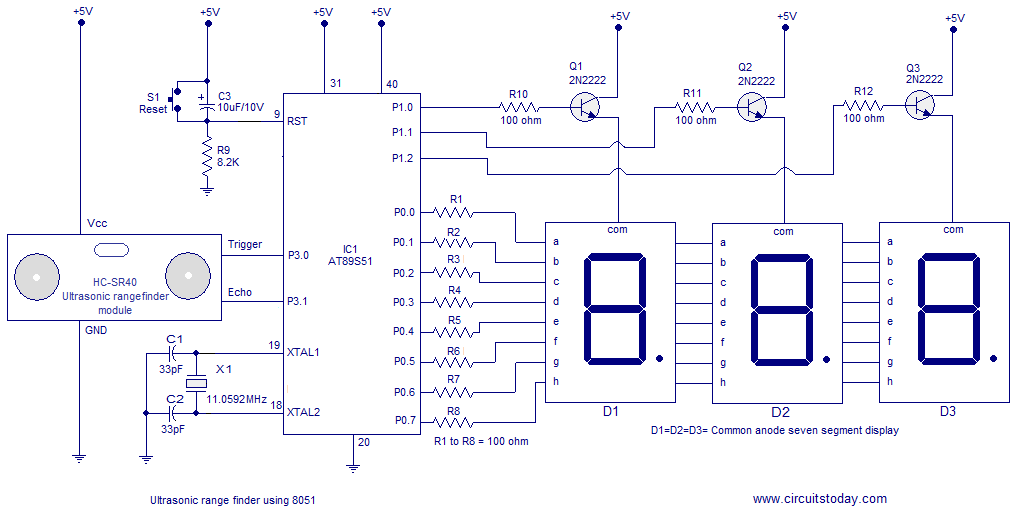 +5V
+5V
+5V
+5V
+5V
+5V
+5V
31
40
S1
Reset
+
C3
10uF/10V
9
RST
R9
8.2K
P1.0
P1.1
P1.2
R10
100 ohm
Q1
2N2222
R11
100 ohm
Q2
2N2222
R12
100 ohm
Q3
2N2222
Vcc
HC-SR40
Ultrasonic rangefinder
module
GND
Trigger
Echo
P3.0
P3.1
IC1
AT89S51
P0.0
P0.1
P0.2
P0.3
P0.4
P0.5
P0.6
P0.7
R1
R2
R3
R4
R5
R6
R7
R8
R1 to R8 = 100 ohm
C1
33pF
C2
33pF
X1
11.0592MHz
19
XTAL1
18
XTAL2
20
com
a
b
c
d
e
f
g
h
D1
com
a
b
c
d
e
f
g
h
D2
com
a
b
c
d
e
f
g
h
D3
D1=D2=D3= Common anode seven segment display
Ultrasonic range finder using 8051
www.circuitstoday.com